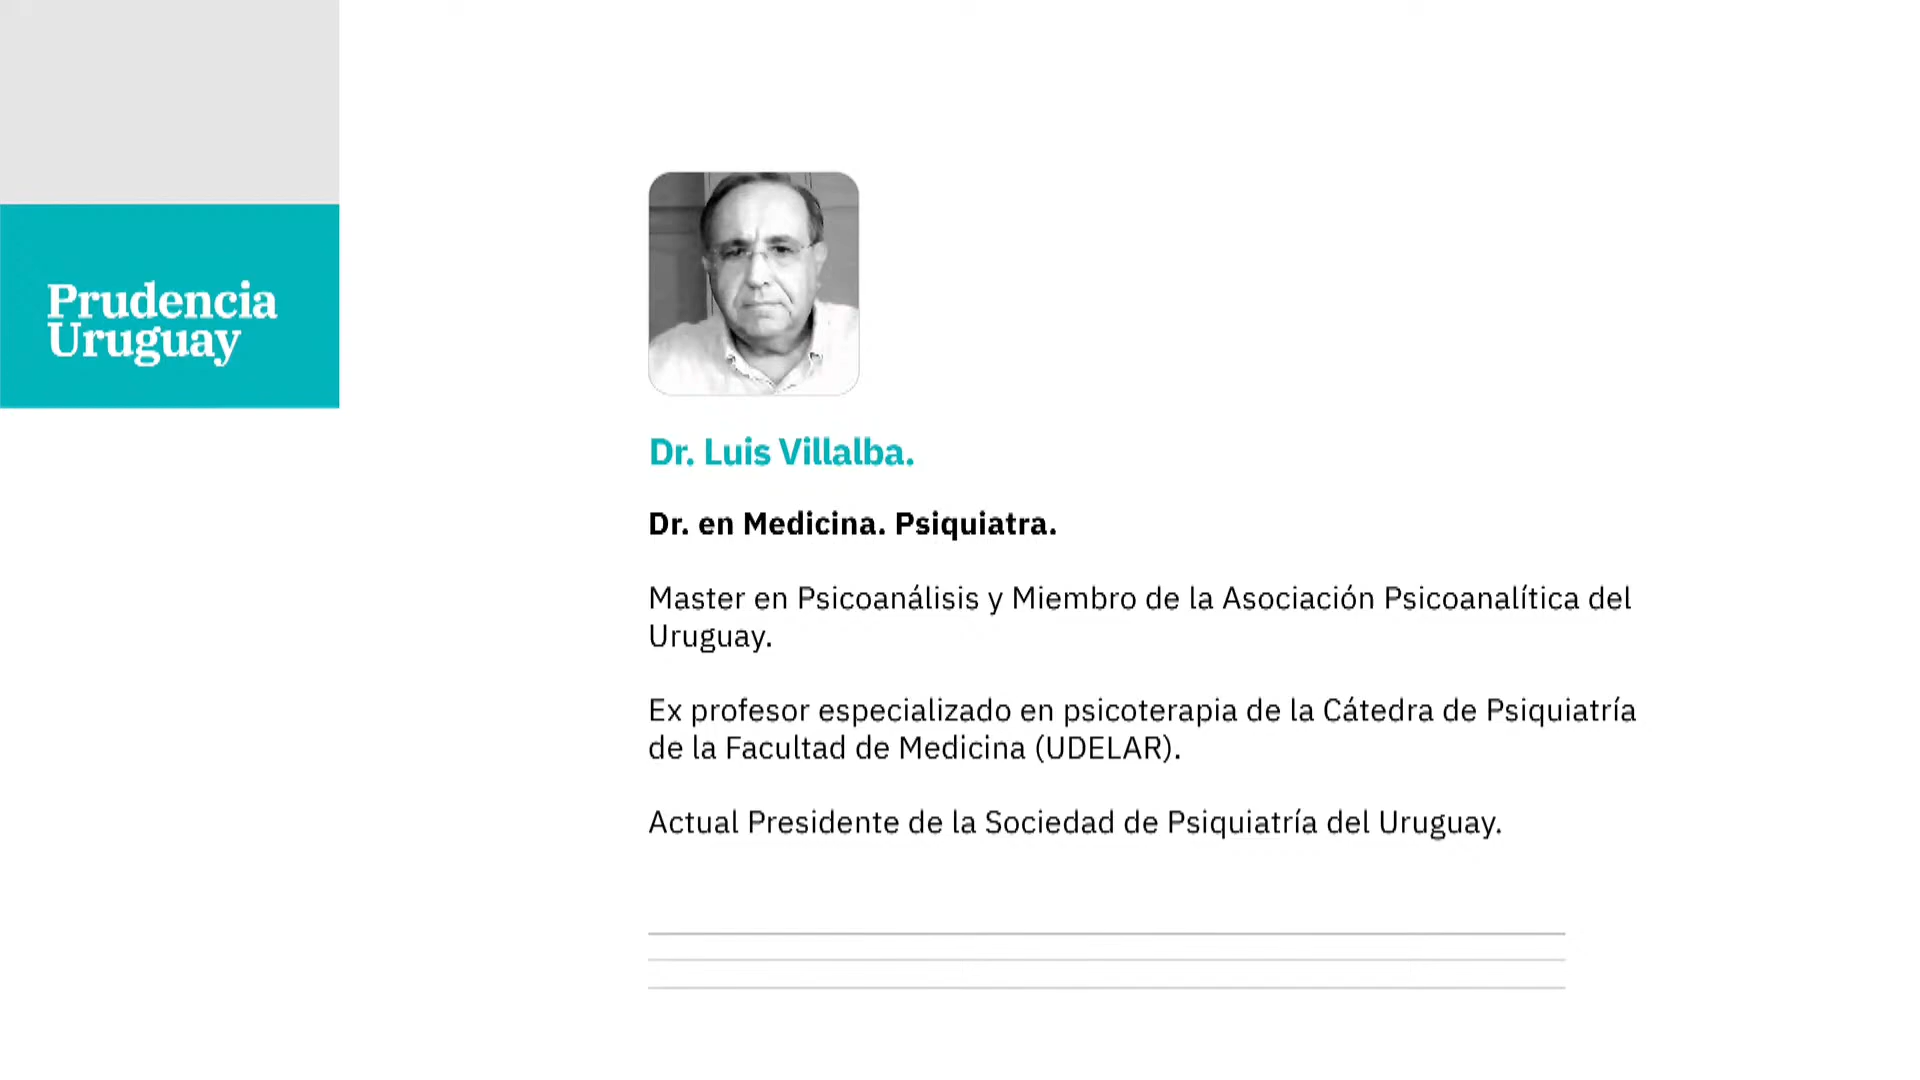 Prudencia
Uruguay
Dr. Luis Villalba.
Dr. en Medicina. Psiquiatra.
Master en Psicoanálisis y Miembro de la Asociación Psicoanalítica del
Uruguay.
Ex profesor especializado en psicoterapia de la Cátedra de Psiquiatría
de la Facultad de Medicina (UDELAR).
Actual Presidente de la Sociedad de Psiquiatría del Uruguay.